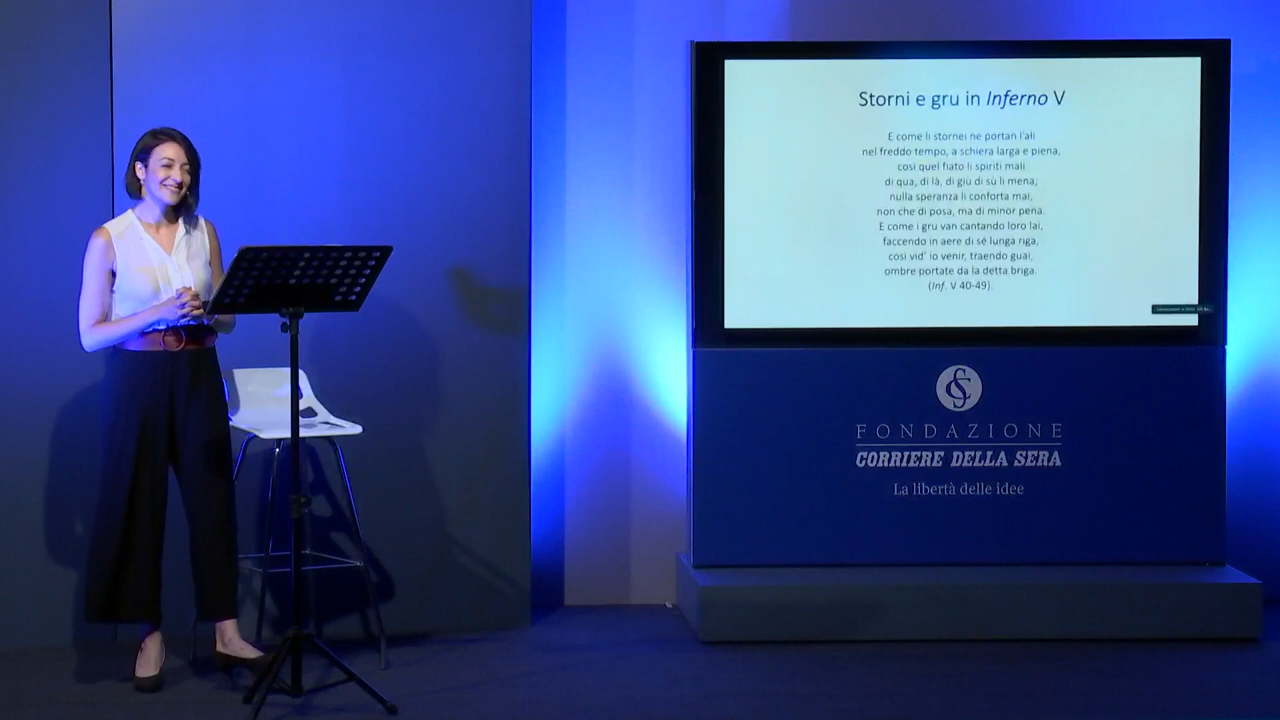 Storni e gru in Inferno V
E come li stornei ne portan l'ali
nel freddo tempo, a schiera larga e piena,
così quel fiato li spiriti mali
di qua, di là, di giù di sù li mena;
nulla speranza li conforta mai,
non che di posa, ma di minor pena.
E come i gru van cantando lor lai,
faccendo in aere di sé lunga riga,
così vid' io venir, traendo guai,
ombre portate da la detta briga.
(Inf. V 40-49).
FONDAZIONE
CORRIERE DELLA SERA
La libertà delle idee